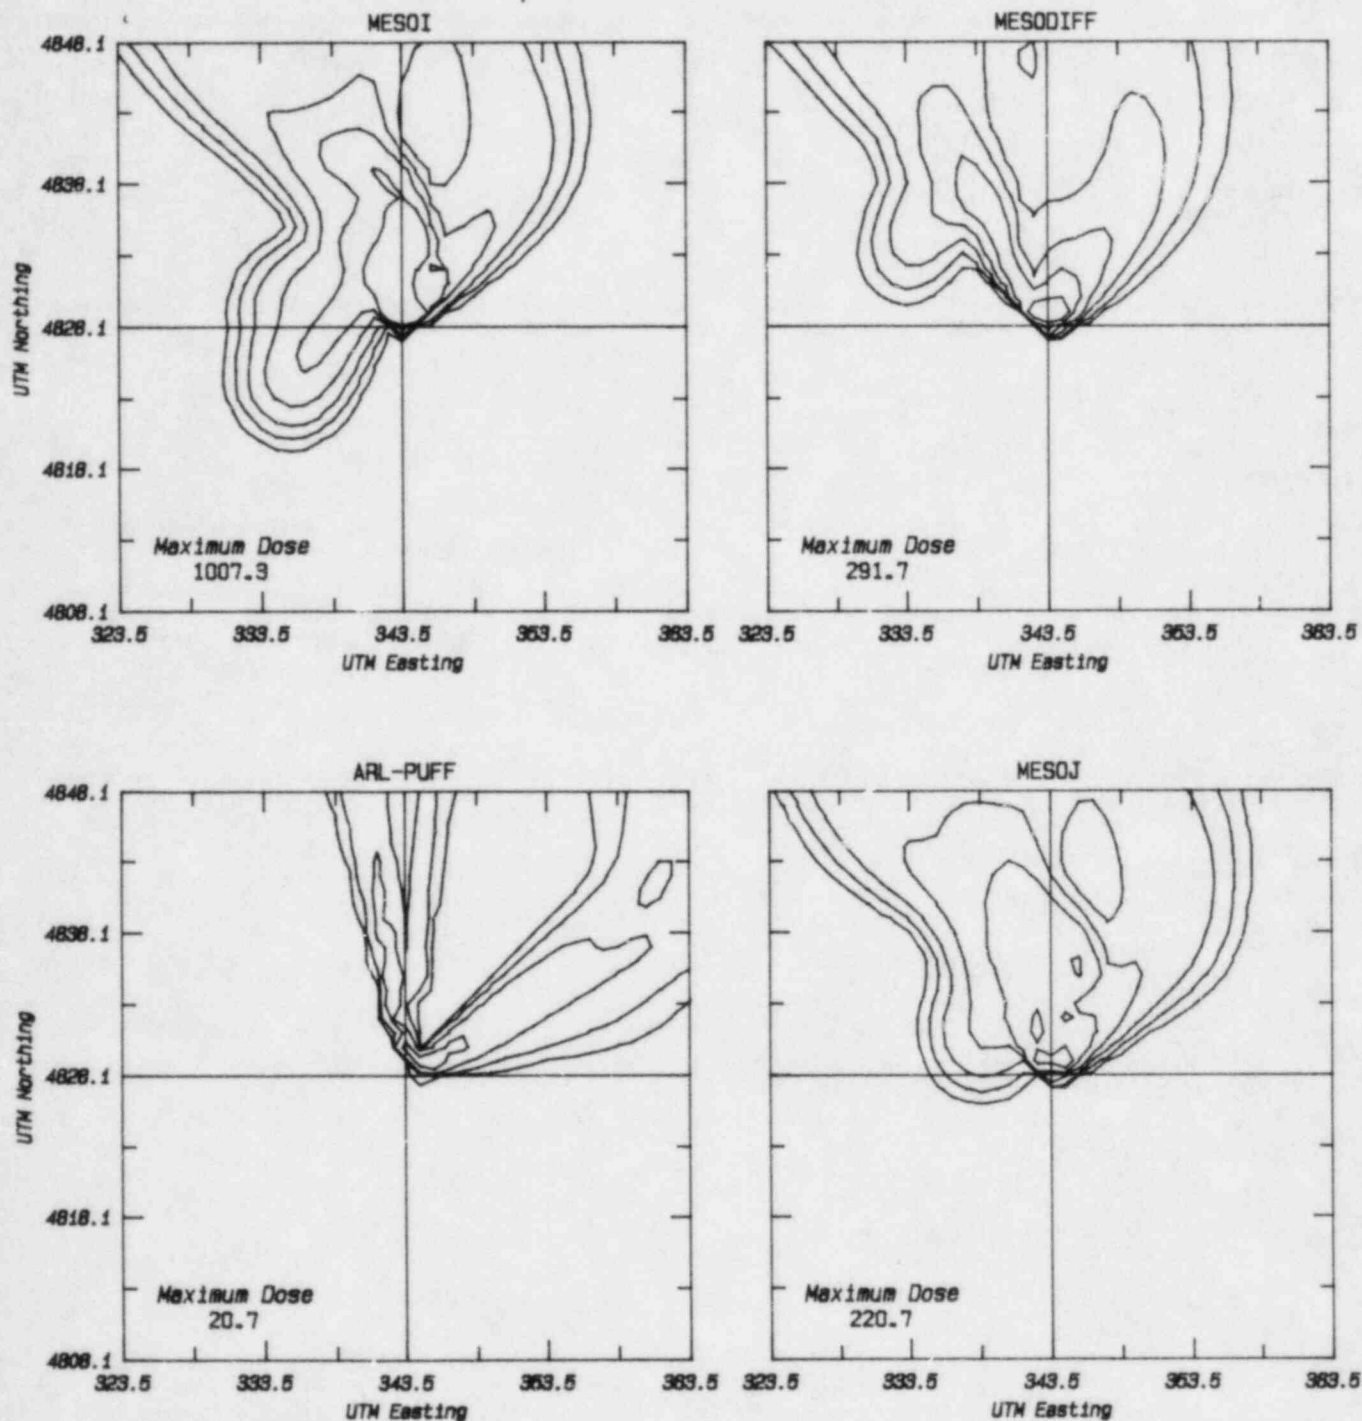 MESOI
4848.1
4838.1
4828.1
4818.1
4808.1
UTM Northing
Maximum Dose
1007.3
323.5 333.5 343.5 353.5 363.5
UTM Easting
MESODIFF
Maximum Dose
291.7
323.5 333.5 343.5 353.5 363.5
UTM Easting
ARL-PUFF
4848.1
4838.1
4828.1
4818.1
4808.1
UTM Northing
Maximum Dose
20.7
323.5 333.5 343.5 353.5 363.5
UTM Easting
MESOJ
Maximum Dose
220.7
323.5 333.5 343.5 353.5 363.5
UTM Easting